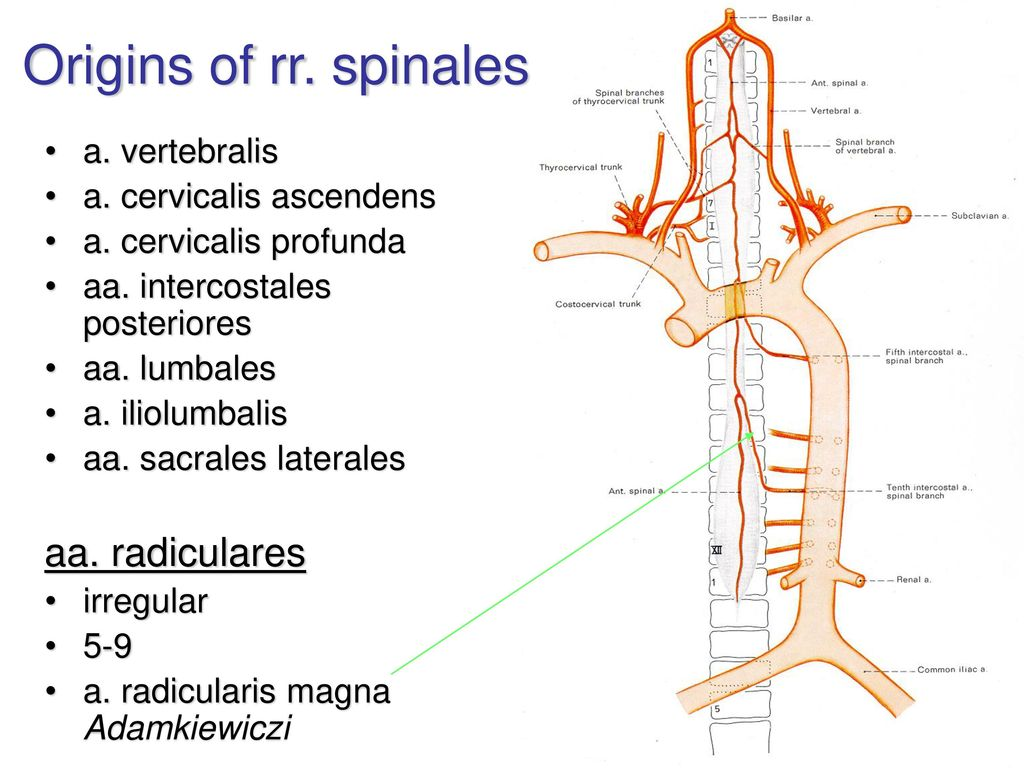 Origins of rr. spinales
• a. vertebralis
• a. cervicalis ascendens
• a. cervicalis profunda
• aa. intercostales
posteriores
• aa. lumbales
• a. iliolumbalis
• aa. sacrales laterales
aa. radiculares
• irregular
• 5-9
• a. radicularis magna
Adamkiewiczi
Basilar a.
1
Ant. spinal a.
Spinal branches
of thyrocervical trunk
Vertebral a.
Spinal branch
of vertebral a.
Thyrocervical trunk
7
I
Subclavian a.
Costocervical trunk
Fifth intercostal a.,
spinal branch
Ant. spinal a.
Tenth intercostal a.,
spinal branch
XII
1
Renal a.
Common iliac a.
5